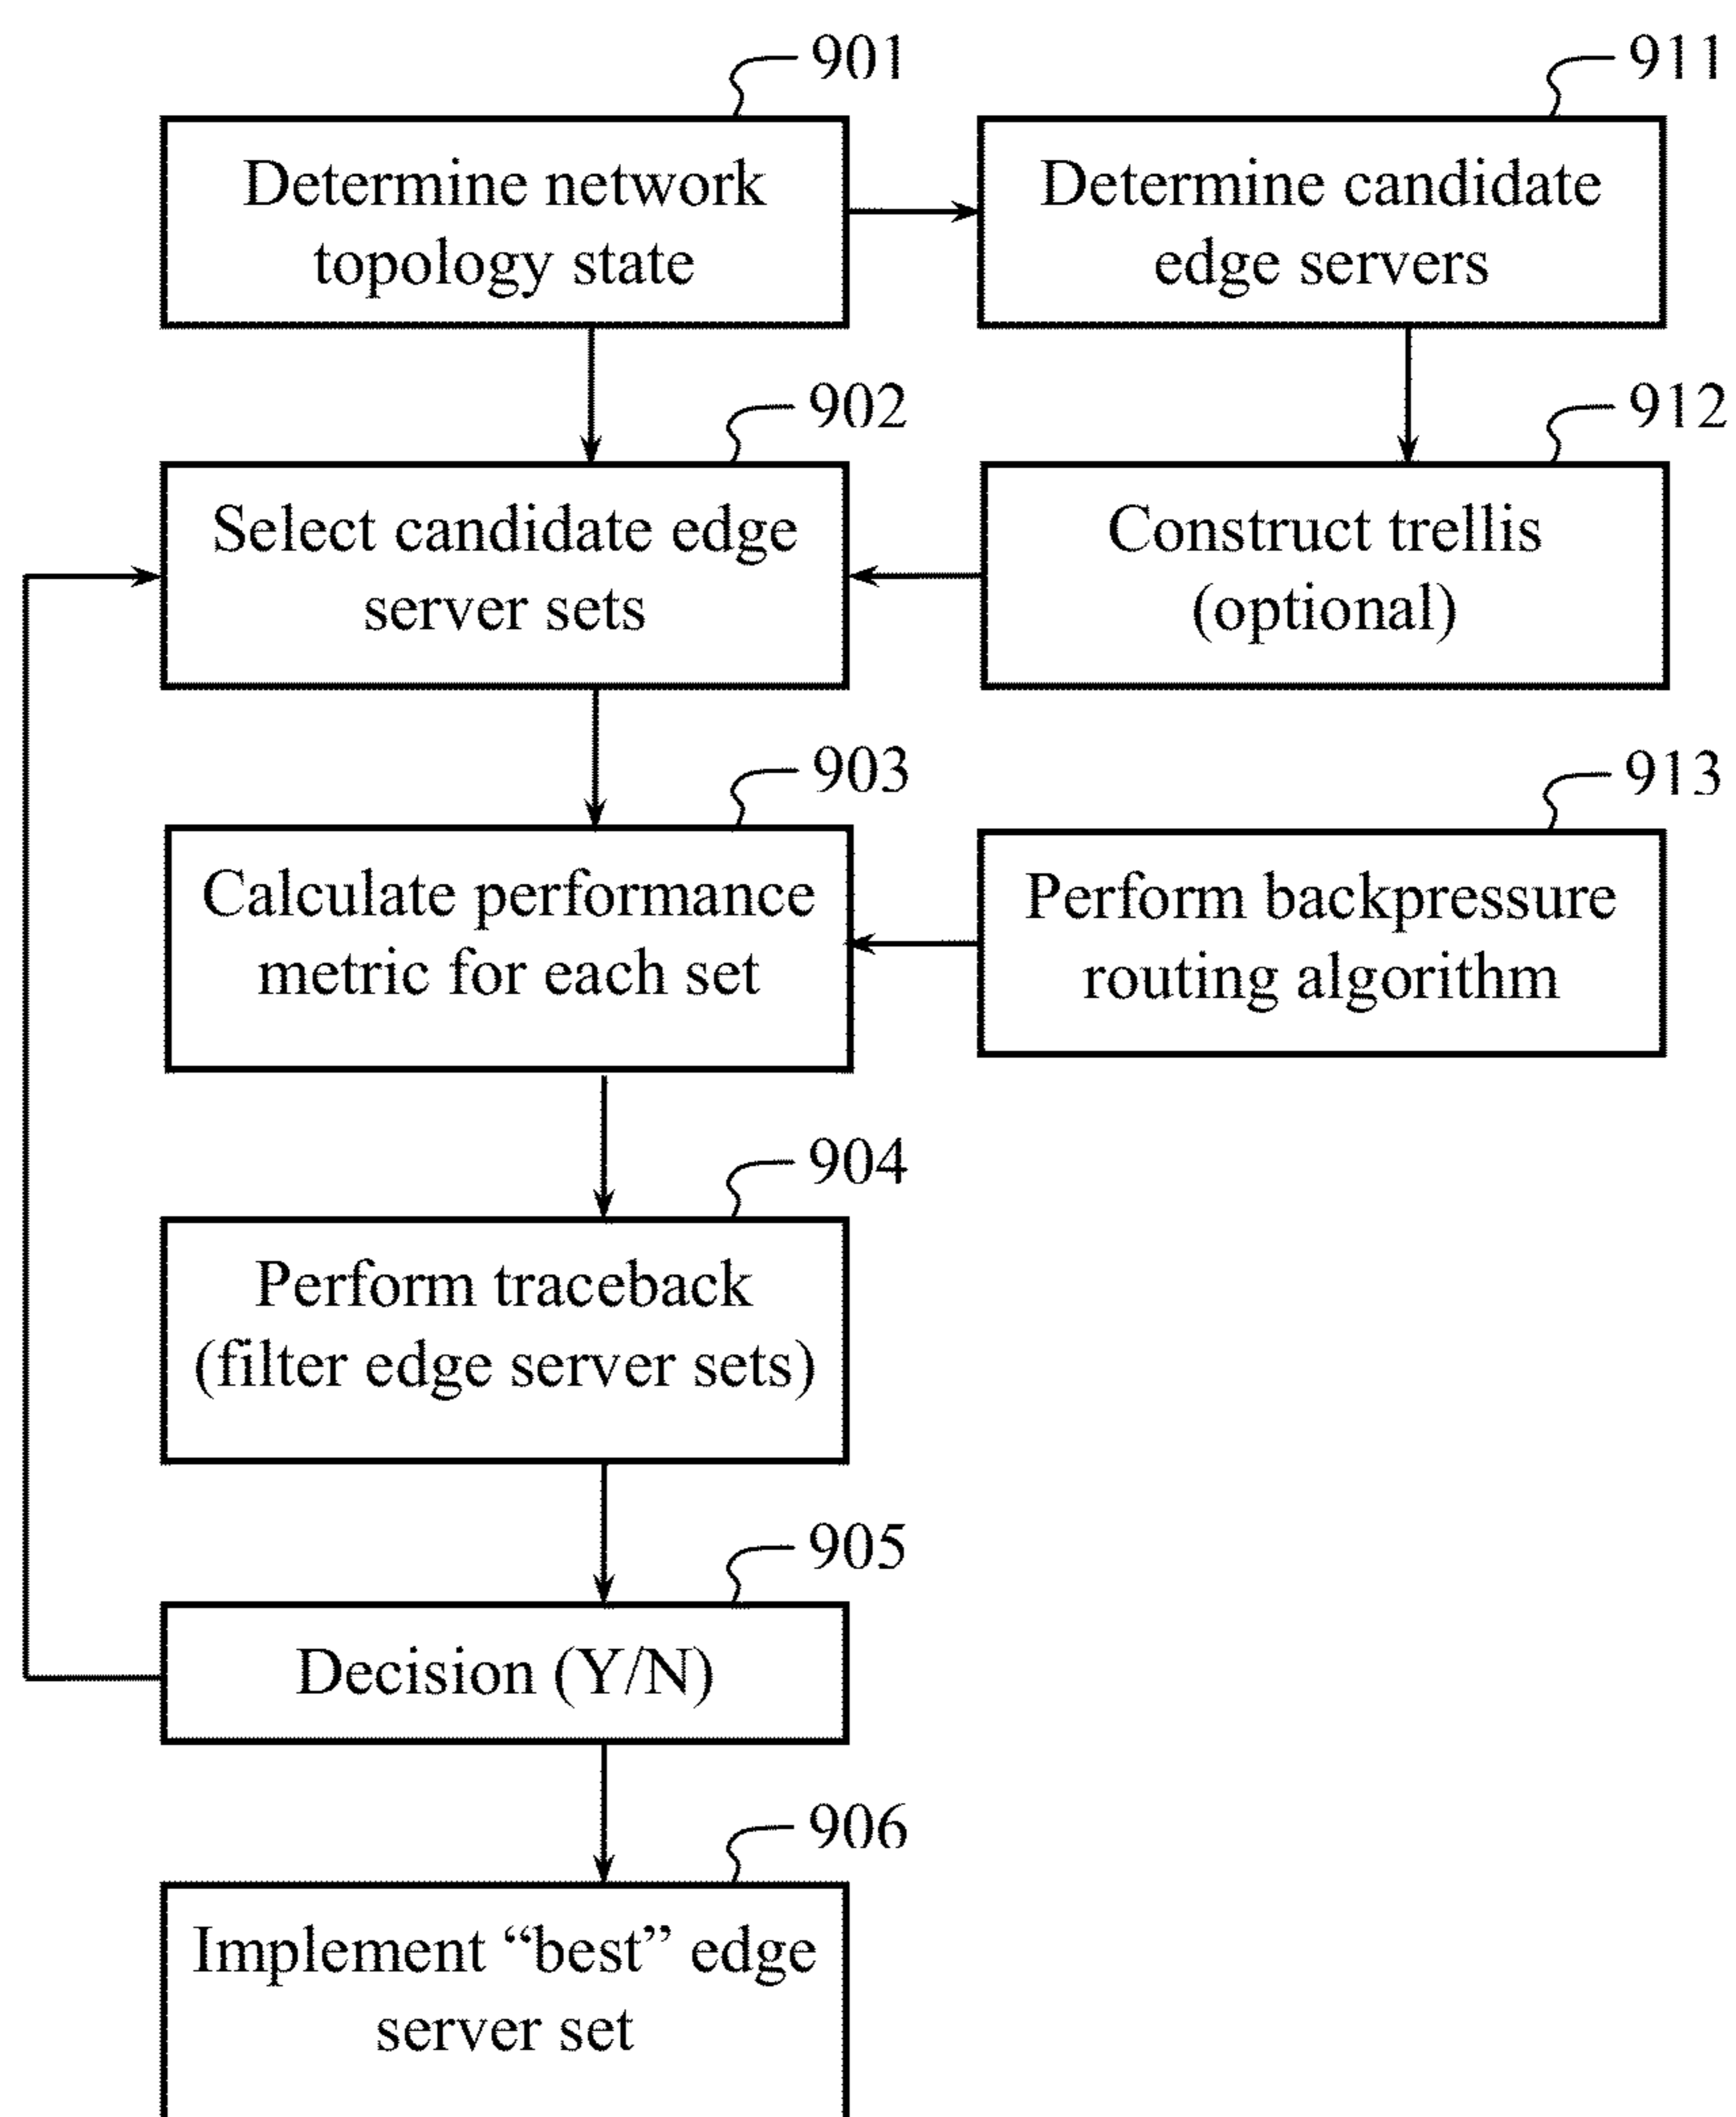 901
Determine network
topology state
911
Determine candidate
edge servers
902
Select candidate edge
server sets
912
Construct trellis
(optional)
903
Calculate performance
metric for each set
913
Perform backpressure
routing algorithm
904
Perform traceback
(filter edge server sets)
905
Decision (Y/N)
906
Implement “best” edge
server set